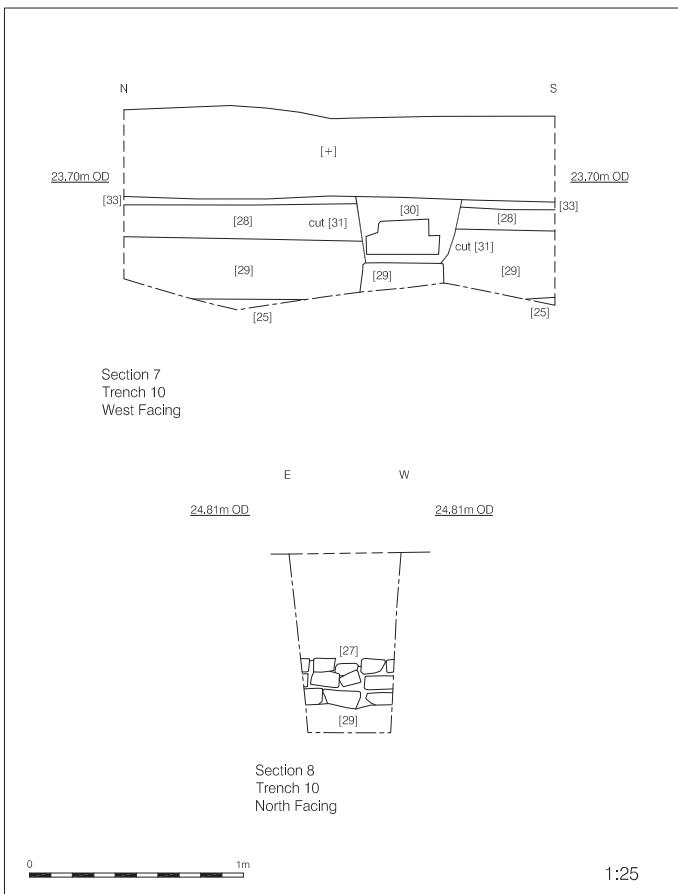 N S
[+]
23.70m OD 23.70m OD
[33] [30] [33]
[28] cut [31] [28]
cut [31]
[29] [29] [29]
[25] [25]
Section 7
Trench 10
West Facing
E W
24.81m OD 24.81m OD
[27]
[29]
Section 8
Trench 10
North Facing
0 1m
1:25